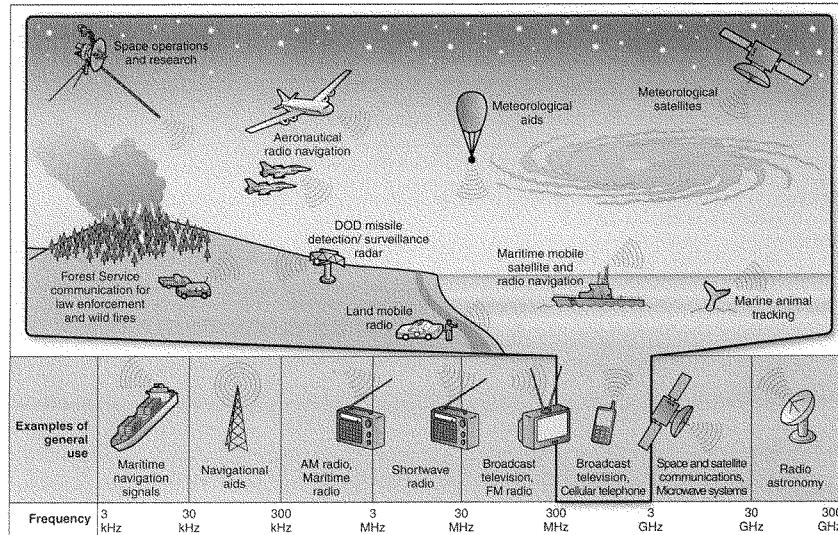 Space operations
and research
Aeronautical
radio navigation
Meteorological
aids
Meteorological
satellites
DOD missile
detection/ surveillance
radar
Maritime mobile
satellite and
radio navigation
Forest Service
communication for
law enforcement
and wild fires
Land mobile
radio
Marine animal
tracking
Examples of
general
use
Maritime
navigation
signals
Navigational
aids
AM radio,
Maritime
radio
Shortwave
radio
Broadcast
television,
FM radio
Broadcast
television,
Cellular telephone
Space and satellite
communications,
Microwave systems
Radio
astronomy
Frequency
3 30 300 3 30 300 3 30 300
kHz kHz kHz MHz MHz MHz GHz GHz GHz